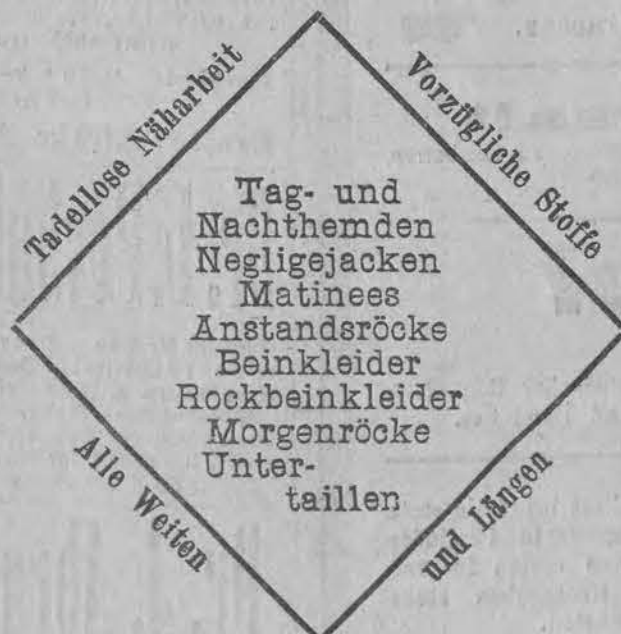 Tadellose Näharbeit
Vorzügliche Stoffe
Tag- und
Nachthemden
Negligejacken
Matinees
Anstandsröcke
Beinkleider
Rockbeinkleider
Morgenröcke
Unter-
taillen
Alle Weiten
und Längen